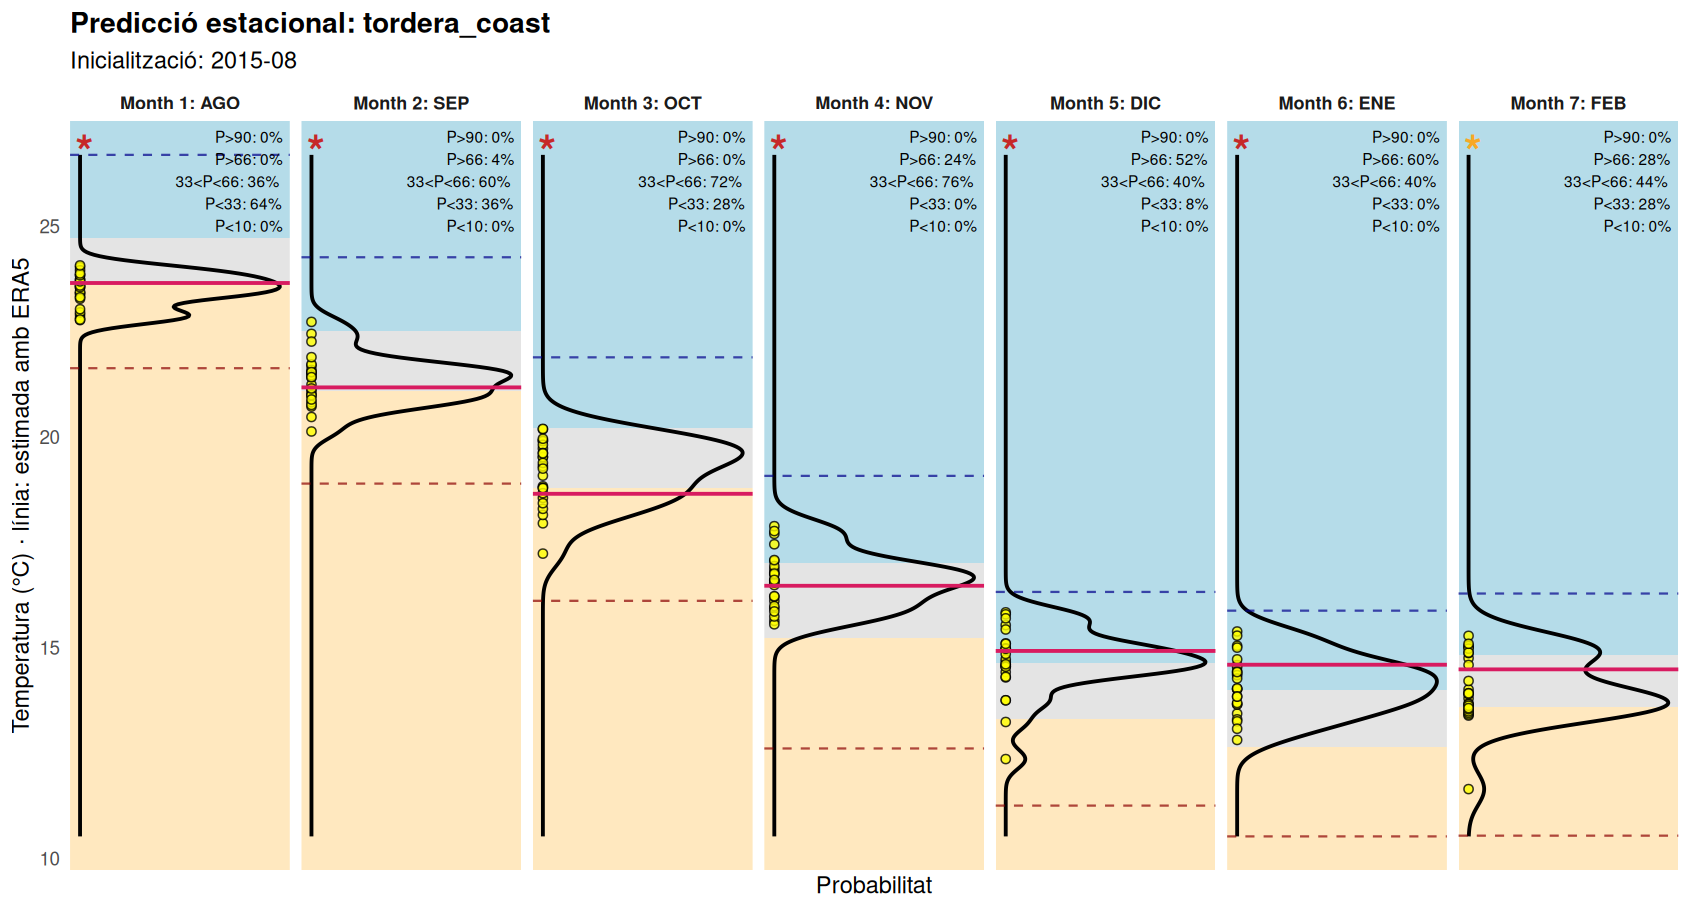 Predicció estacional: tordera_coast
Inicialització: 2015-08
Month 1: AGO
Month 2: SEP
Month 3: OCT
Month 4: NOV
Month 5: DIC
Month 6: ENE
Month 7: FEB
*
P>90: 0%
P>66: 0%
33<P<66: 36%
P<33: 64%
P<10: 0%
*
P>90: 0%
P>66: 4%
33<P<66: 60%
P<33: 36%
P<10: 0%
*
P>90: 0%
P>66: 0%
33<P<66: 72%
P<33: 28%
P<10: 0%
*
P>90: 0%
P>66: 24%
33<P<66: 76%
P<33: 0%
P<10: 0%
*
P>90: 0%
P>66: 52%
33<P<66: 40%
P<33: 8%
P<10: 0%
*
P>90: 0%
P>66: 60%
33<P<66: 40%
P<33: 0%
P<10: 0%
*
P>90: 0%
P>66: 28%
33<P<66: 44%
P<33: 28%
P<10: 0%
25
20
15
10
Temperatura (°C) · línia: estimada amb ERA5
Probabilitat